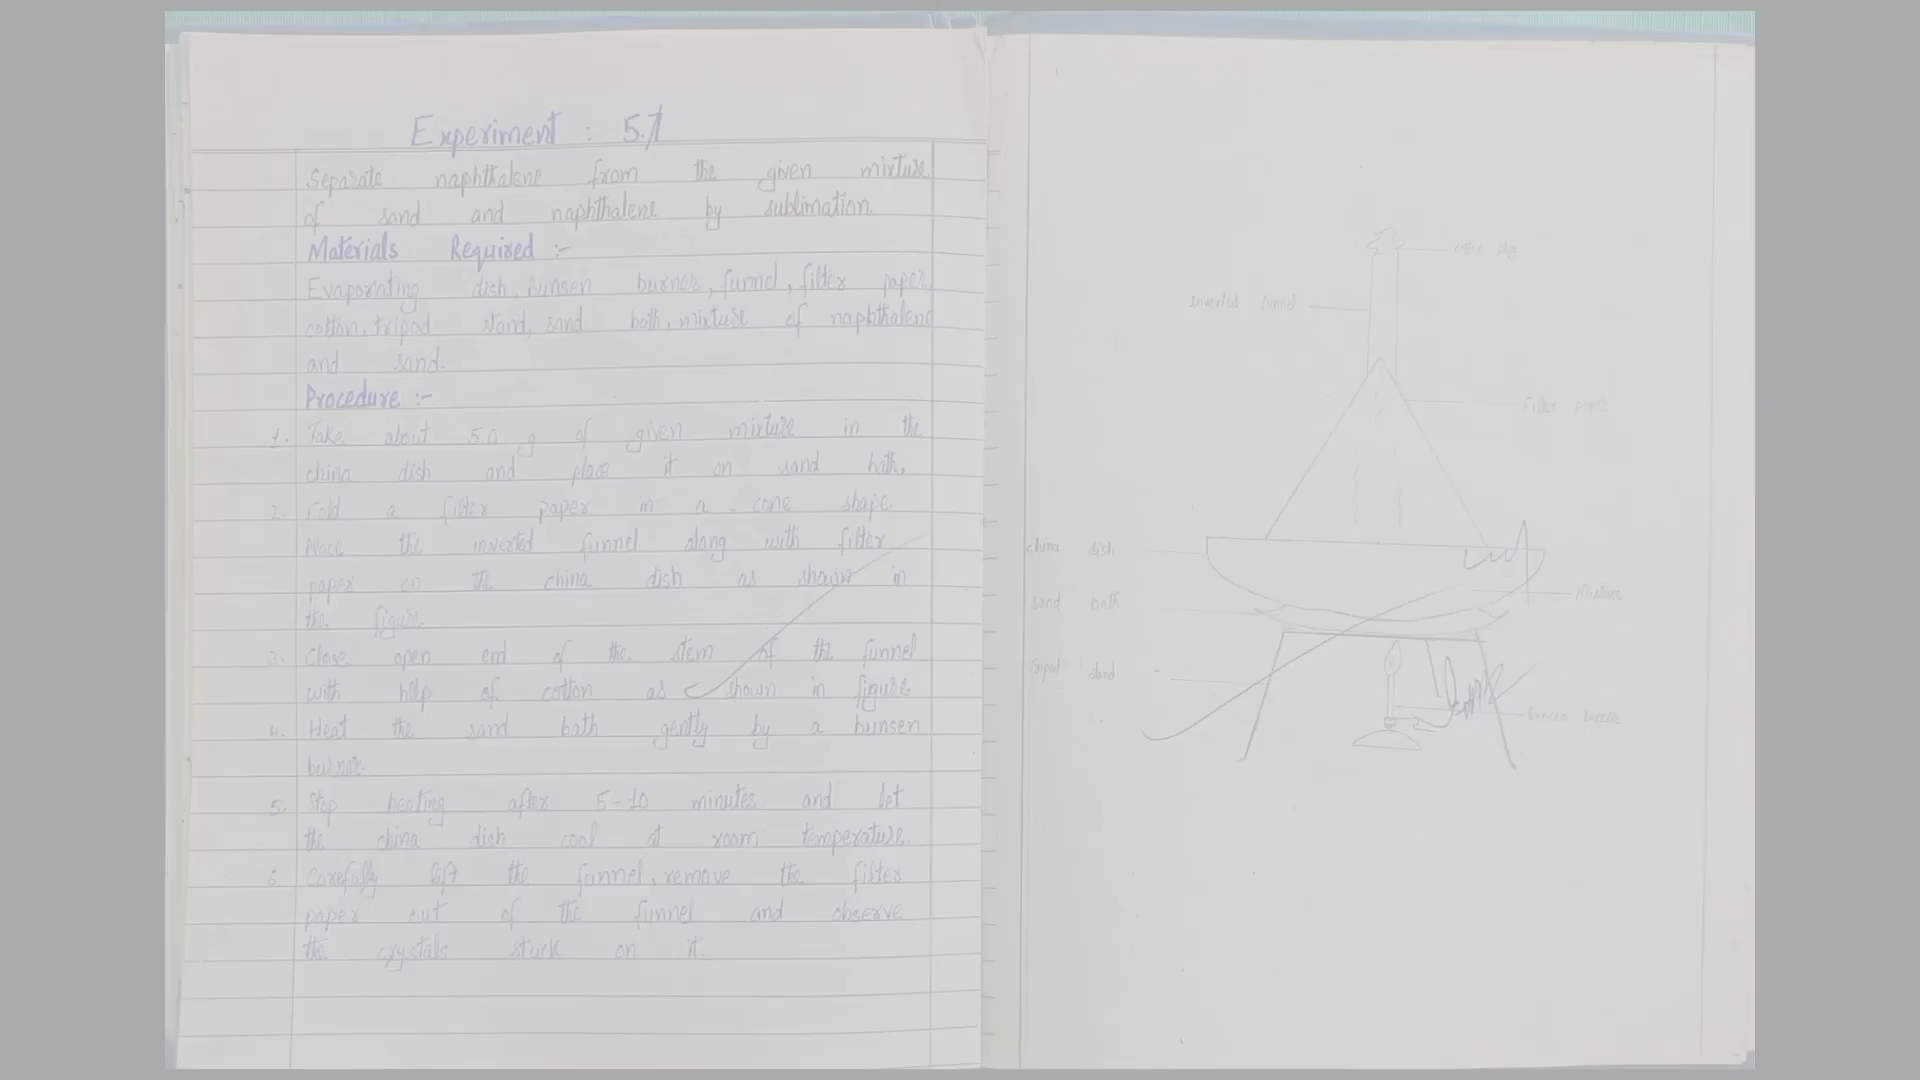 Experiment : 5.7
Separate naphthalene from the given mixture
of sand and naphthalene by sublimation.
Materials Required :-
Evaporating dish, bunsen burner, funnel, filter paper
cotton, tripod stand, sand bath, mixture of naphthalene
and sand.
Procedure :-
1. Take about 5.0 g of given mixture in the
china dish and place it on sand bath.
2. Fold a filter paper in a cone shape.
Place the inverted funnel along with filter
paper on the china dish as shown in
the figure.
3. Close open end of the stem of the funnel
with help of cotton as shown in figure
4. Heat the sand bath gently by a bunsen
burner.
5. Stop heating after 5-10 minutes and let
the china dish cool at room temperature.
6. Carefully lift the funnel, remove the filter
paper out of the funnel and observe
the crystals stuck on it.
cotton plug
Inverted funnel
Filter paper
china dish
Mixture
sand bath
Tripod stand
Bunsen burner